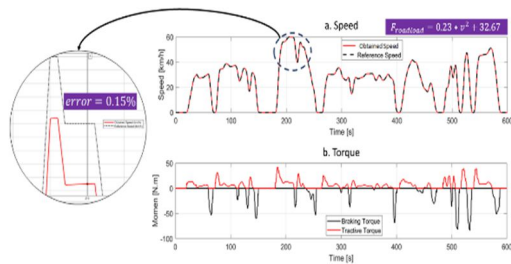 a. Speed
F_roadload = 0.23 • v² + 32.67
error = 0.15%
Obtained Speed
Reference Speed
Speed [km/h]
60
40
20
0
0 100 200 300 400 500 600
Time [s]
b. Torque
Momen [N.m]
50
0
-50
-100
Braking Torque
Tractive Torque
0 100 200 300 400 500 600
Time [s]